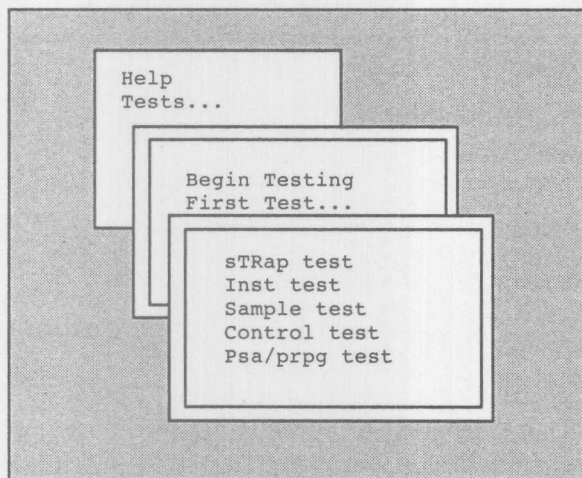 Help
Tests...
Begin Testing
First Test...
sTRap test
Inst test
Sample test
Control test
Psa/prpg test